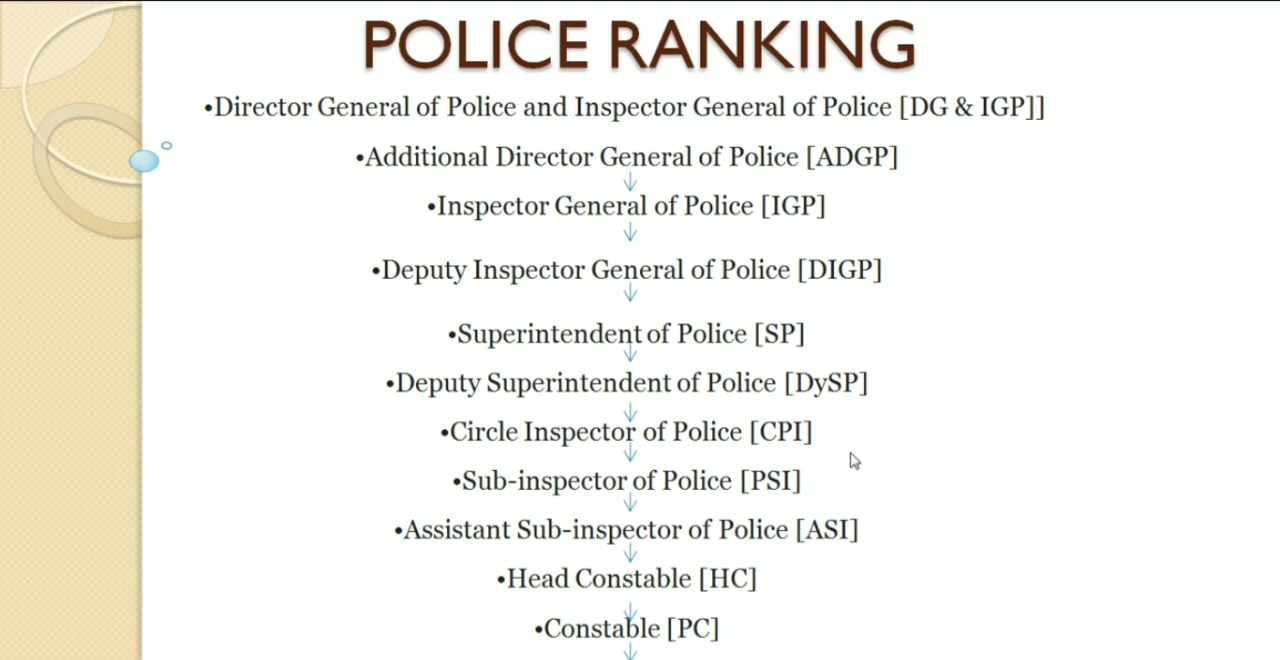 POLICE RANKING
•Director General of Police and Inspector General of Police [DG & IGP]]
•Additional Director General of Police [ADGP]
•Inspector General of Police [IGP]
•Deputy Inspector General of Police [DIGP]
•Superintendent of Police [SP]
•Deputy Superintendent of Police [DySP]
•Circle Inspector of Police [CPI]
•Sub-inspector of Police [PSI]
•Assistant Sub-inspector of Police [ASI]
•Head Constable [HC]
•Constable [PC]